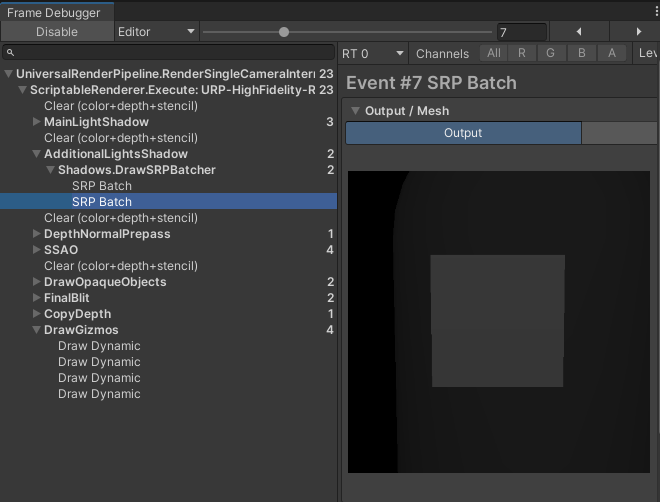 Frame Debugger
Disable Editor 7
RT 0 Channels All R G B A Lev
UniversalRenderPipeline.RenderSingleCameraInterr 23
ScriptableRenderer.Execute: URP-HighFidelity-R 23
Clear (color+depth+stencil)
MainLightShadow 3
Clear (color+depth+stencil)
AdditionalLightsShadow 2
Shadows.DrawSRPBatcher 2
SRP Batch
SRP Batch
Clear (color+depth+stencil)
DepthNormalPrepass 1
SSAO 4
Clear (color+depth+stencil)
DrawOpaqueObjects 2
FinalBlit 2
CopyDepth 1
DrawGizmos 4
Draw Dynamic
Draw Dynamic
Draw Dynamic
Draw Dynamic
Event #7 SRP Batch
Output / Mesh
Output